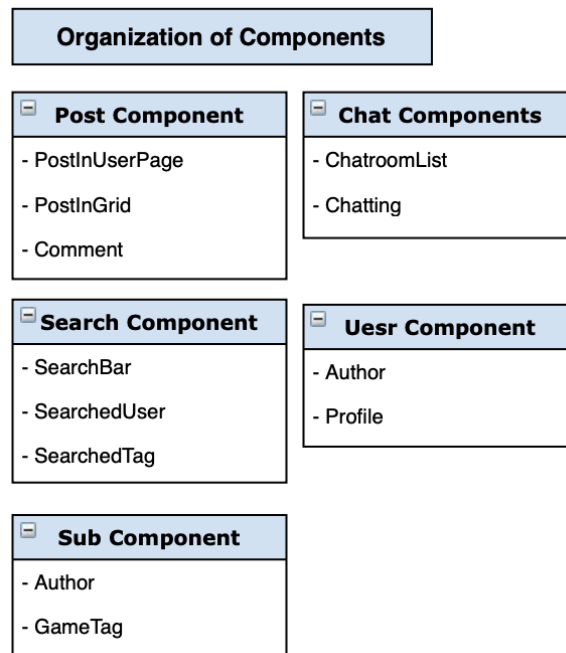 Organization of Components
Post Component
- PostInUserPage
- PostInGrid
- Comment
Chat Components
- ChatroomList
- Chatting
Search Component
- SearchBar
- SearchedUser
- SearchedTag
Uesr Component
- Author
- Profile
Sub Component
- Author
- GameTag